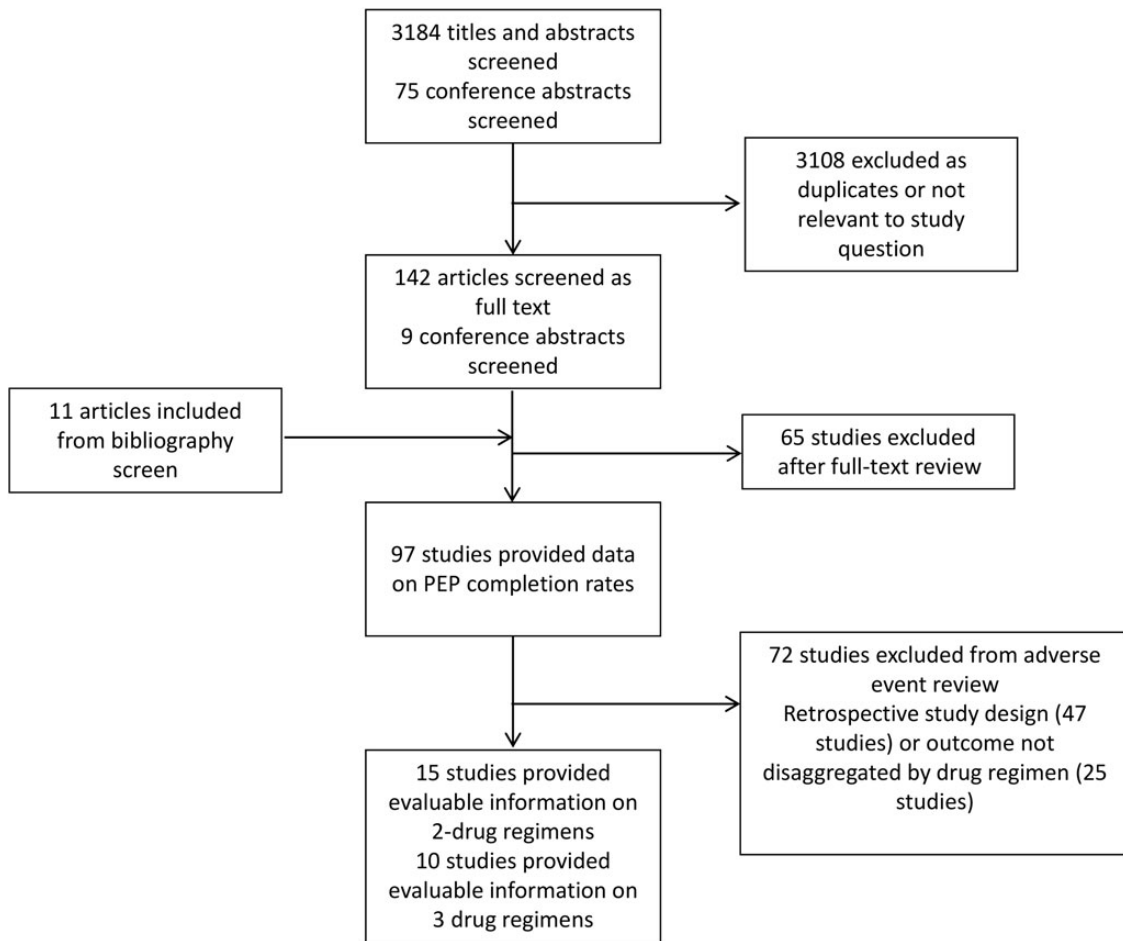 3184 titles and abstracts
screened
75 conference abstracts
screened
3108 excluded as
duplicates or not
relevant to study
question
142 articles screened as
full text
9 conference abstracts
screened
11 articles included
from bibliography
screen
65 studies excluded
after full-text review
97 studies provided data
on PEP completion rates
72 studies excluded from adverse
event review
Retrospective study design (47
studies) or outcome not
disaggregated by drug regimen (25
studies)
15 studies provided
evaluable information on
2-drug regimens
10 studies provided
evaluable information on
3 drug regimens